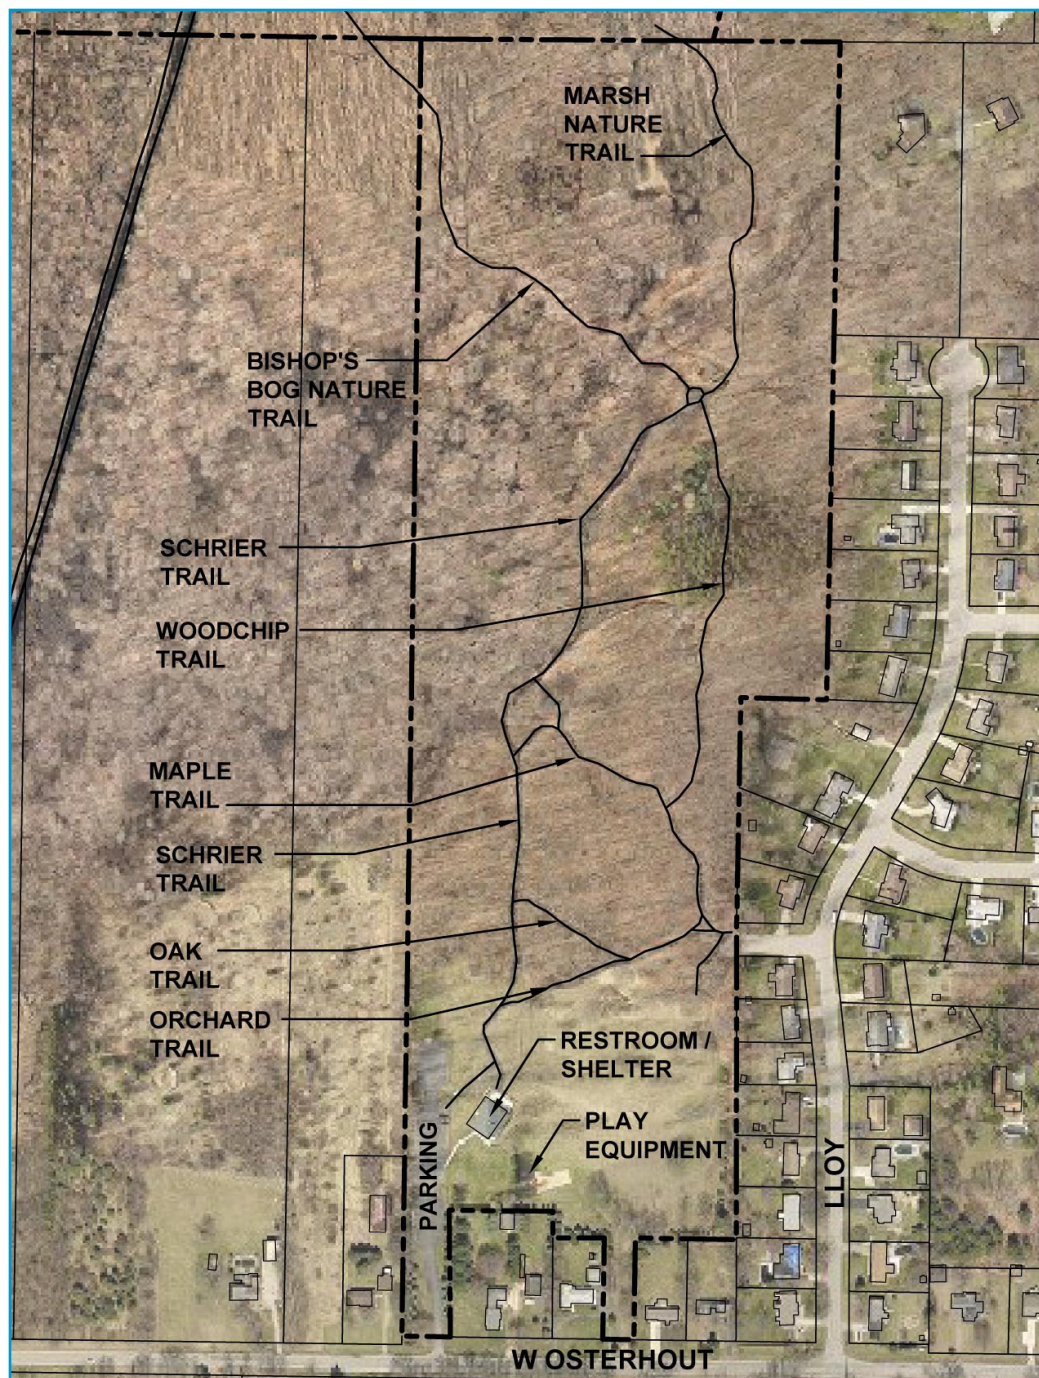 MARSH
NATURE
TRAIL
BISHOP'S
BOG NATURE
TRAIL
SCHRIER
TRAIL
WOODCHIP
TRAIL
MAPLE
TRAIL
SCHRIER
TRAIL
OAK
TRAIL
ORCHARD
TRAIL
RESTROOM /
SHELTER
PLAY
EQUIPMENT
PARKING
LLOY
W OSTERHOUT